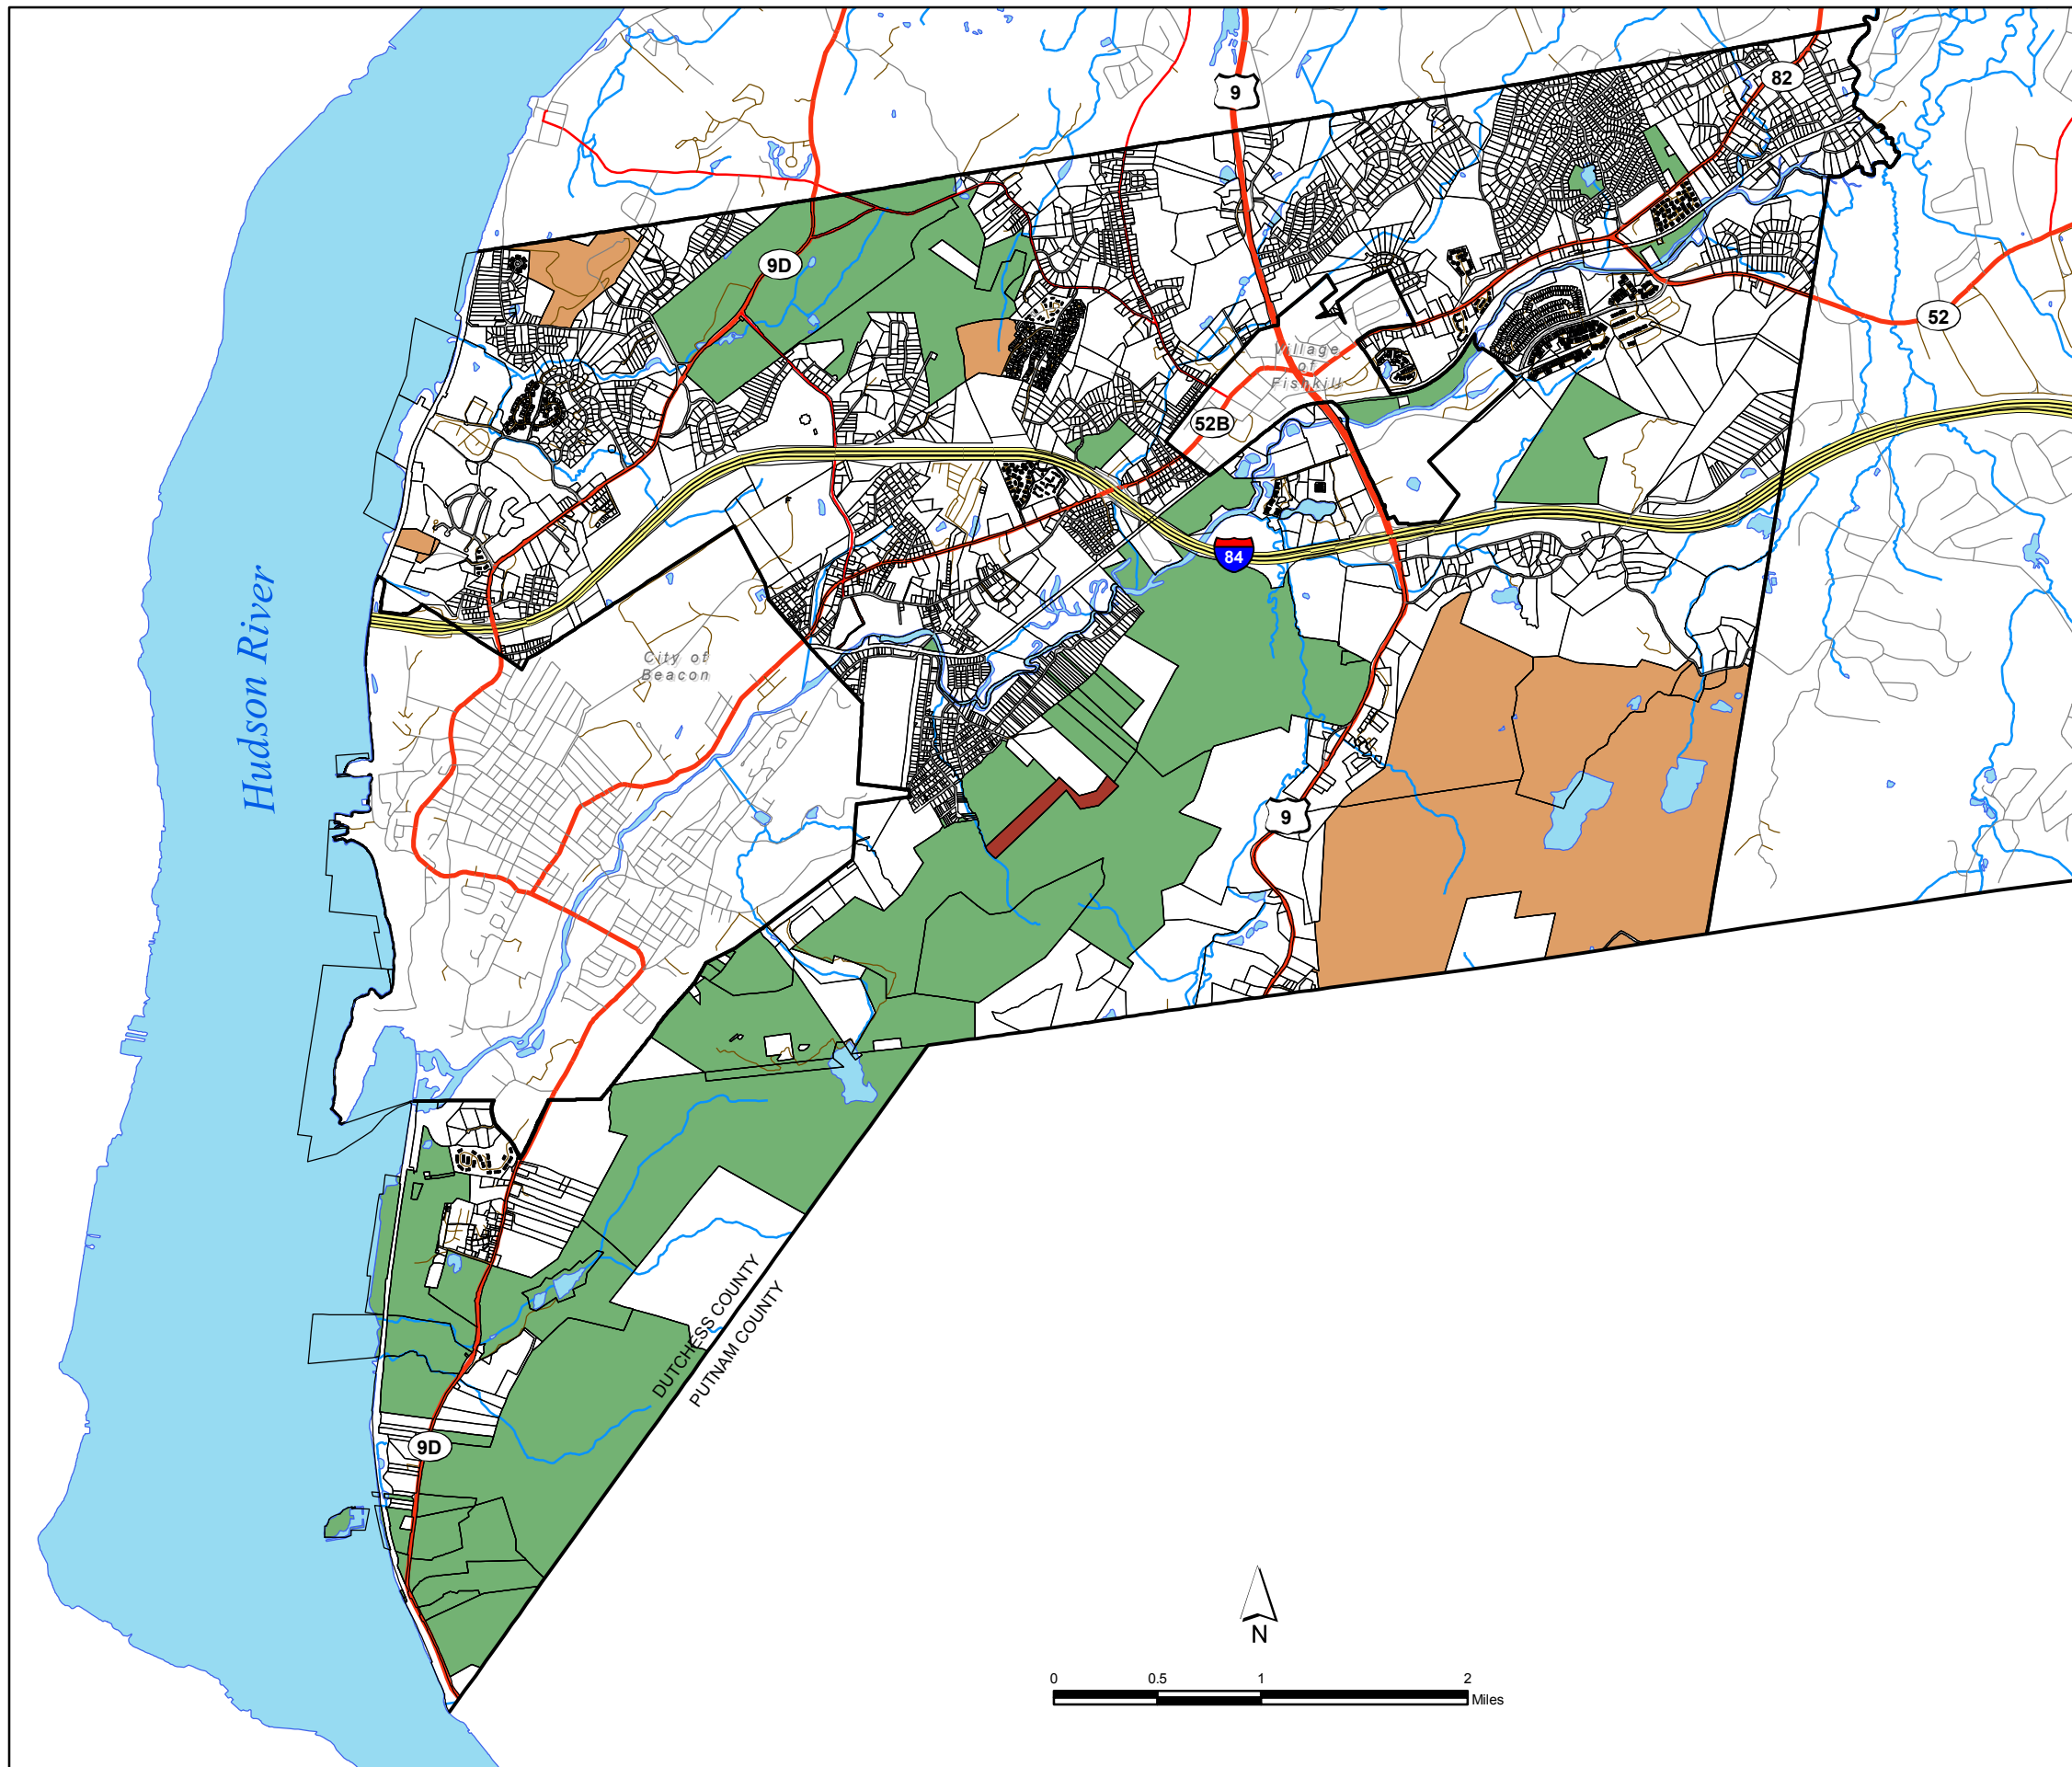 82
9
9D
52
Village
of
Fishkill
52B
84
Hudson River
City of
Beacon
9
DUTCHESS COUNTY
PUTNAM COUNTY
9D
N
0 0.5 1 2
Miles